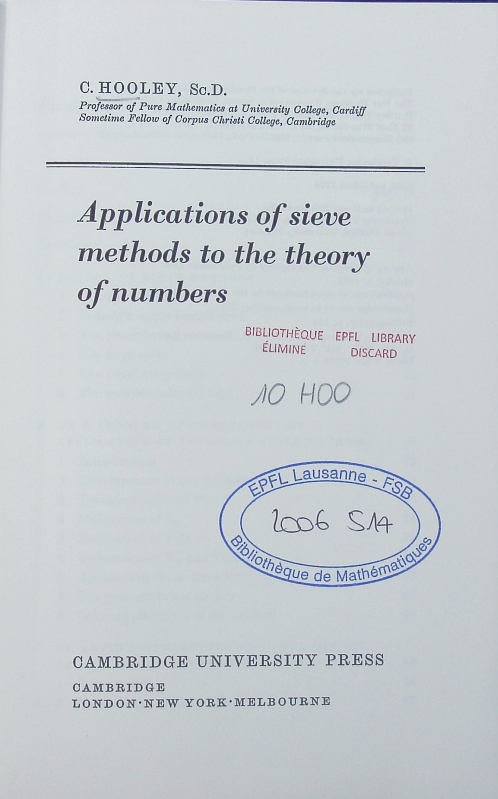 C. HOOLEY, Sc.D.
Professor of Pure Mathematics at University College, Cardiff
Sometime Fellow of Corpus Christi College, Cambridge
Applications of sieve
methods to the theory
of numbers
BIBLIOTHÈQUE EPFL LIBRARY
ÉLIMINÉ DISCARD
10 HOO
EPFL Lausanne - FSB
2006 S14
Bibliothèque de Mathématiques
CAMBRIDGE UNIVERSITY PRESS
CAMBRIDGE
LONDON·NEW YORK·MELBOURNE